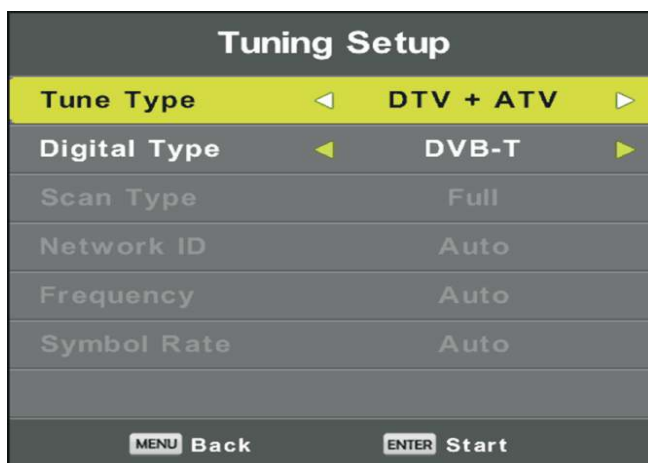 Tuning Setup
Tune Type DTV + ATV
Digital Type DVB-T
Scan Type Full
Network ID Auto
Frequency Auto
Symbol Rate Auto
MENU Back ENTER Start